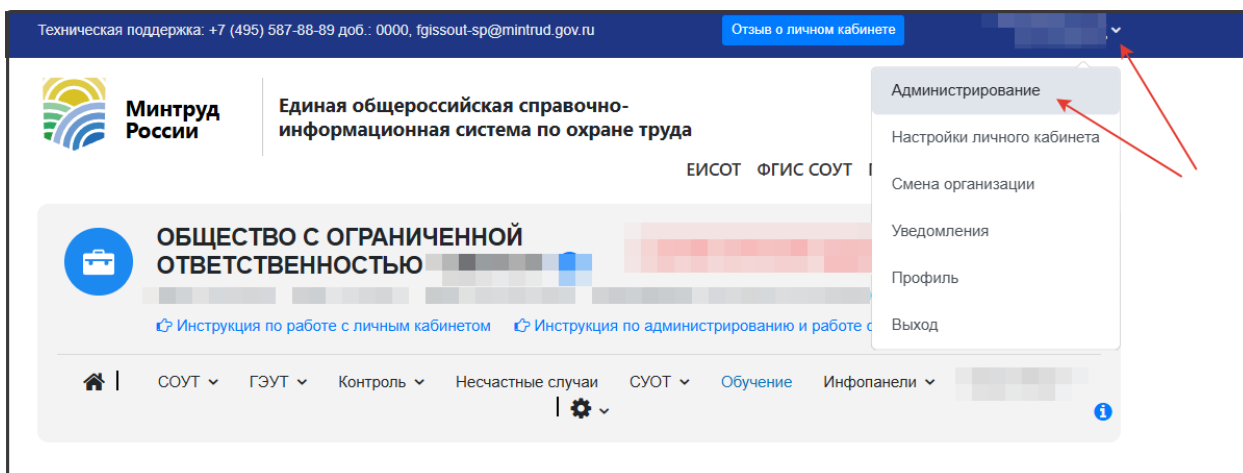 Техническая поддержка: +7 (495) 587-88-89 доб.: 0000, fgissout-sp@mintrud.gov.ru
Отзыв о личном кабинете
Администрирование
Настройки личного кабинета
Смена организации
Уведомления
Профиль
Выход
Минтруд
России
Единая общероссийская справочно-
информационная система по охране труда
ЕИСОТ ФГИС СОУТ
ОБЩЕСТВО С ОГРАНИЧЕННОЙ
ОТВЕТСТВЕННОСТЬЮ
Инструкция по работе с личным кабинетом Инструкция по администрированию и работе с
СОУТ ГЭУТ Контроль Несчастные случаи СУОТ Обучение Инфопанели